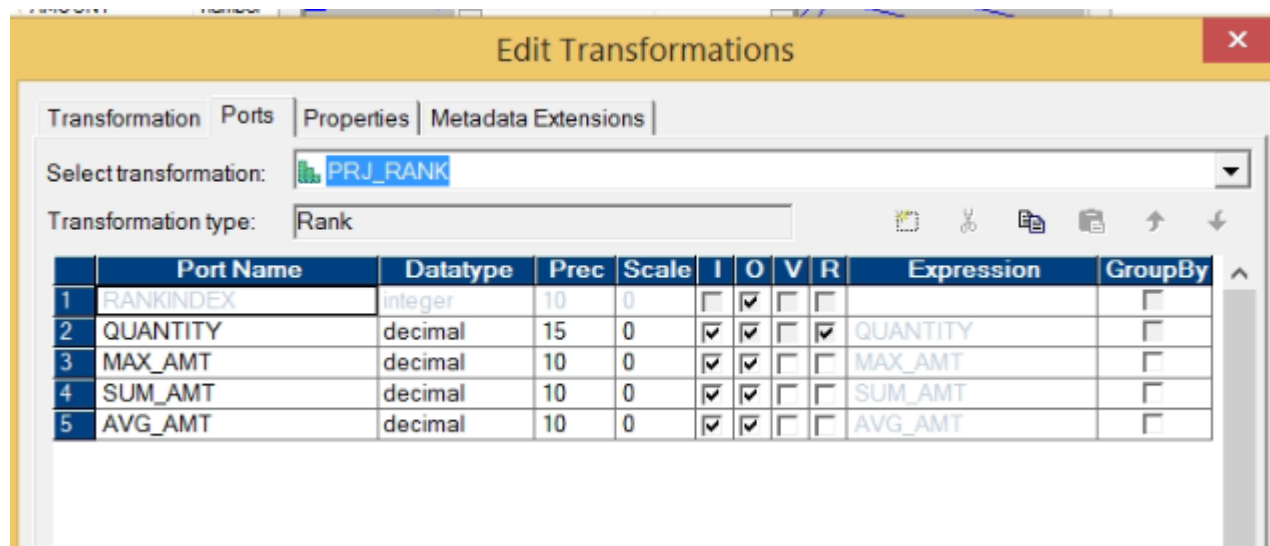 Edit Transformations
Transformation Ports Properties Metadata Extensions
Select transformation: PRJ_RANK
Transformation type: Rank
Port Name Datatype Prec Scale I O V R Expression GroupBy
1 RANKINDEX integer 10 0
2 QUANTITY decimal 15 0 QUANTITY
3 MAX_AMT decimal 10 0 MAX_AMT
4 SUM_AMT decimal 10 0 SUM_AMT
5 AVG_AMT decimal 10 0 AVG_AMT